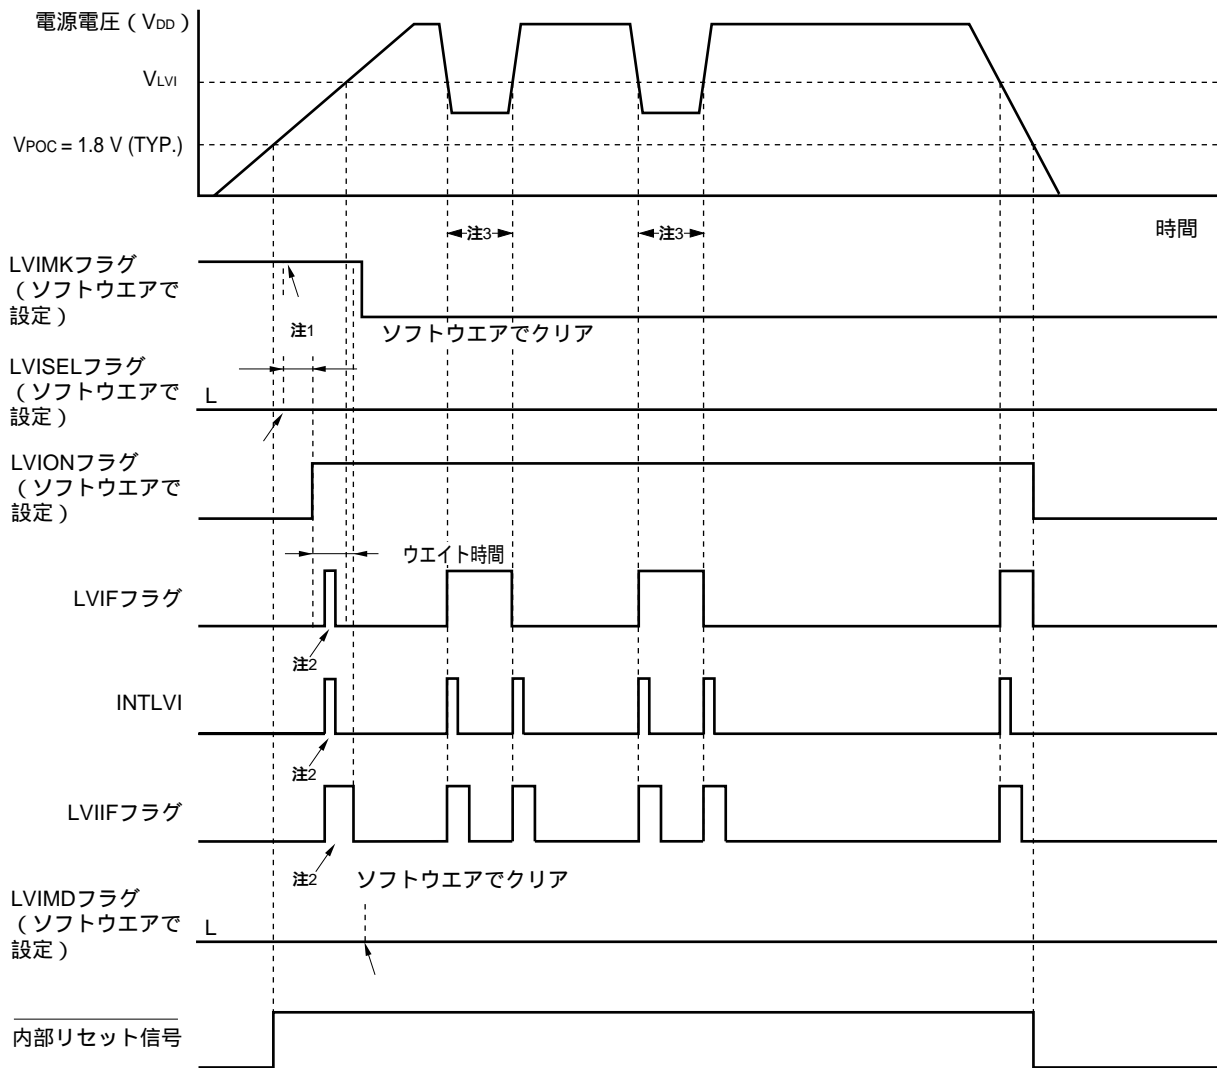 電源電圧（VDD）
VLVI
VPOC = 1.8 V (TYP.)
注3
注3
時間
LVIMKフラグ
（ソフトウエアで
設定）
注1
ソフトウエアでクリア
LVISELフラグ
（ソフトウエアで
設定）
L
LVIONフラグ
（ソフトウエアで
設定）
ウエイト時間
LVIFフラグ
注2
INTLVI
注2
LVIIFフラグ
注2
ソフトウエアでクリア
LVIMDフラグ
（ソフトウエアで
設定）
L
内部リセット信号